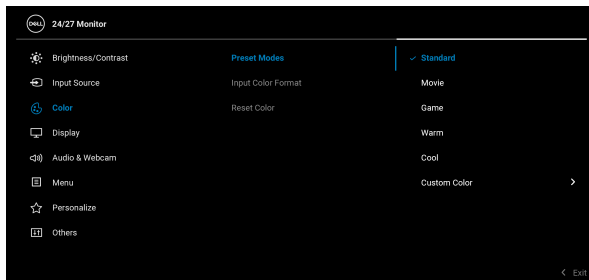 DELL 24/27 Monitor
Brightness/Contrast Preset Modes Standard
Input Source Input Color Format Movie
Color Reset Color Game
Display Warm
Audio & Webcam Cool
Menu Custom Color
Personalize
Others
Exit